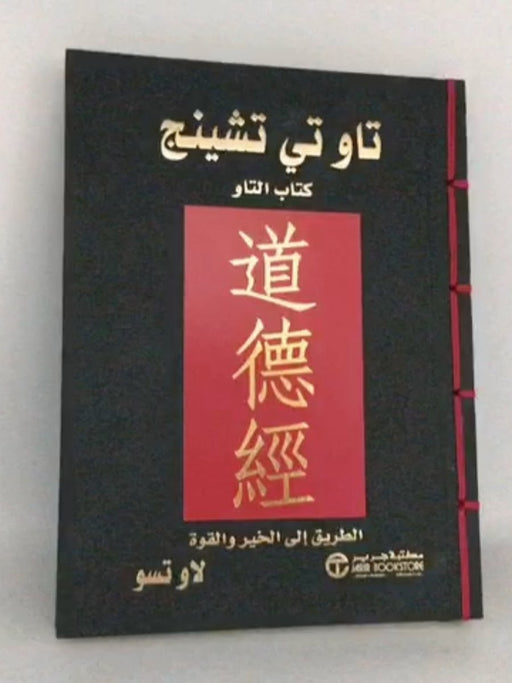 تاو تي تشينج
كتاب التاو
道
德
經
الطريق إلى الخير والقوة
لاو تسو
مكتبة جرير
JARIR BOOKSTORE